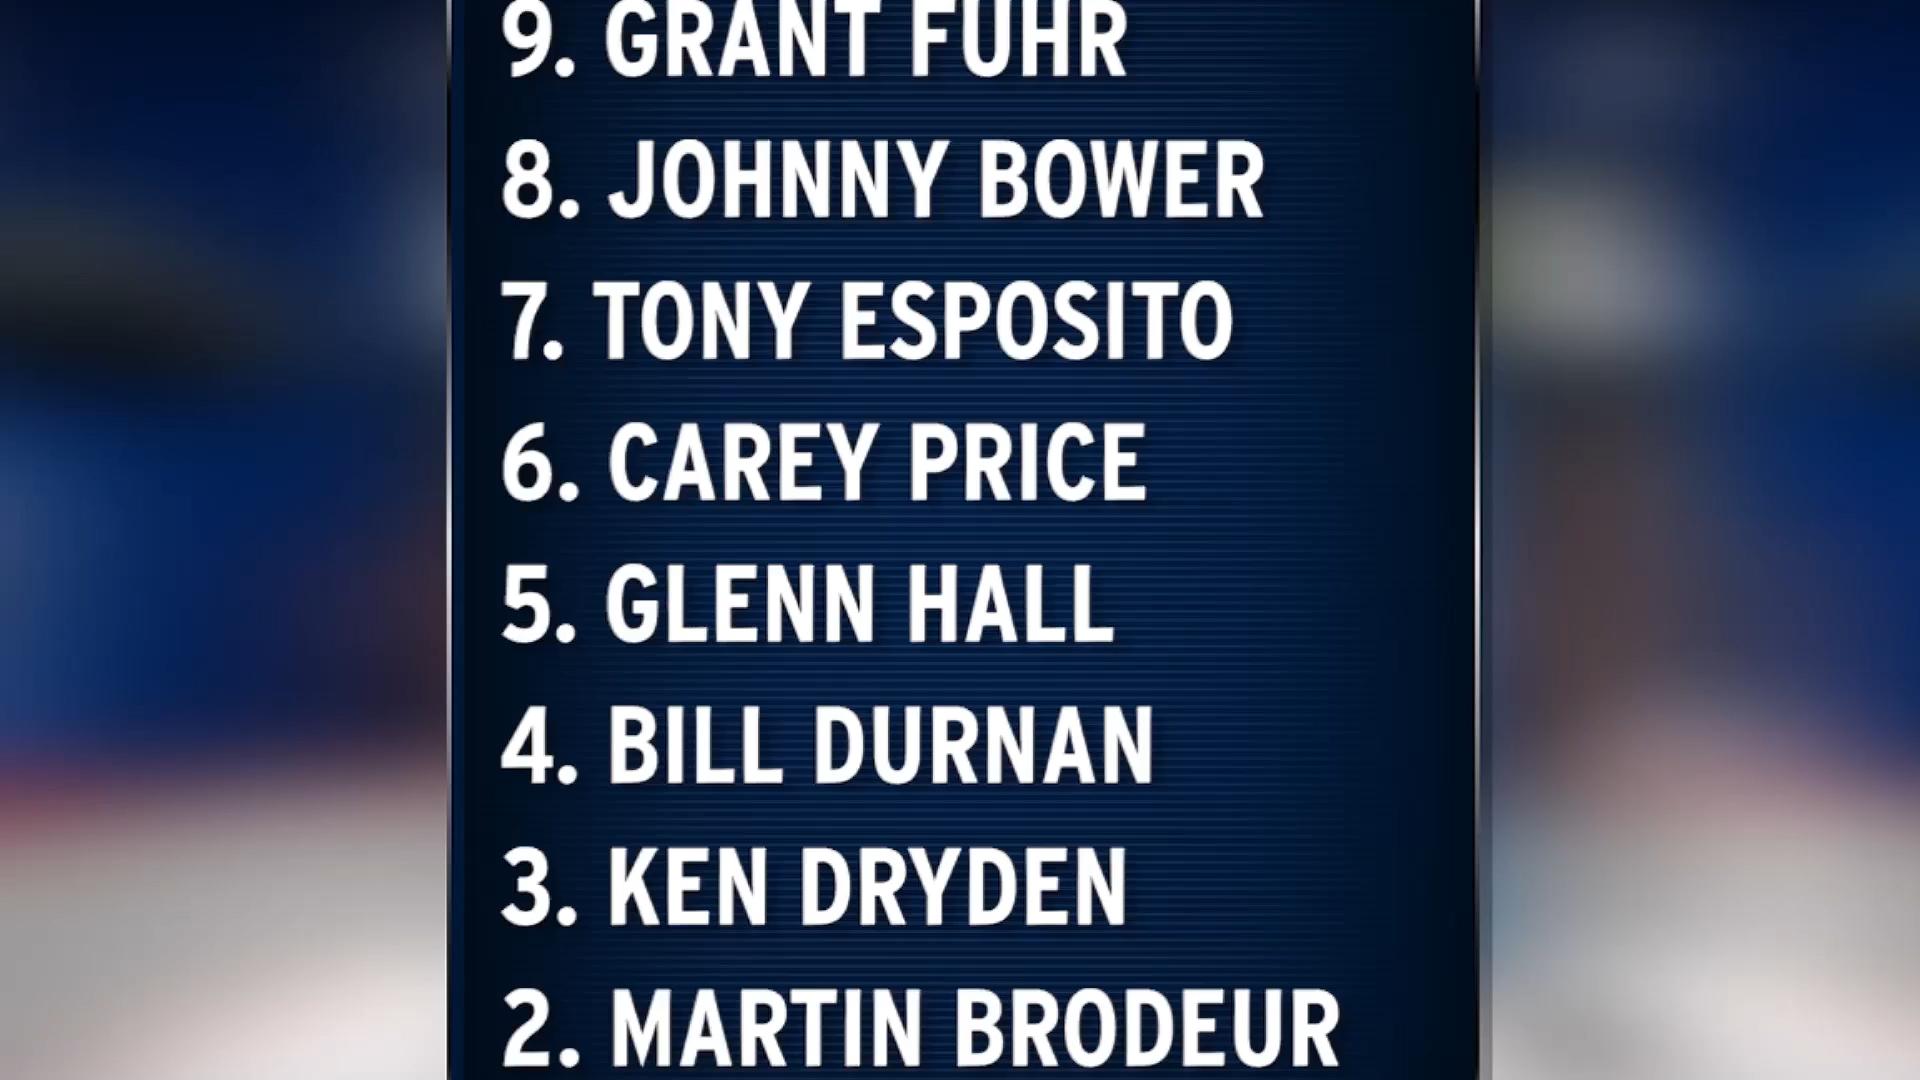 9. GRANT FUHR
8. JOHNNY BOWER
7. TONY ESPOSITO
6. CAREY PRICE
5. GLENN HALL
4. BILL DURNAN
3. KEN DRYDEN
2. MARTIN BRODEUR